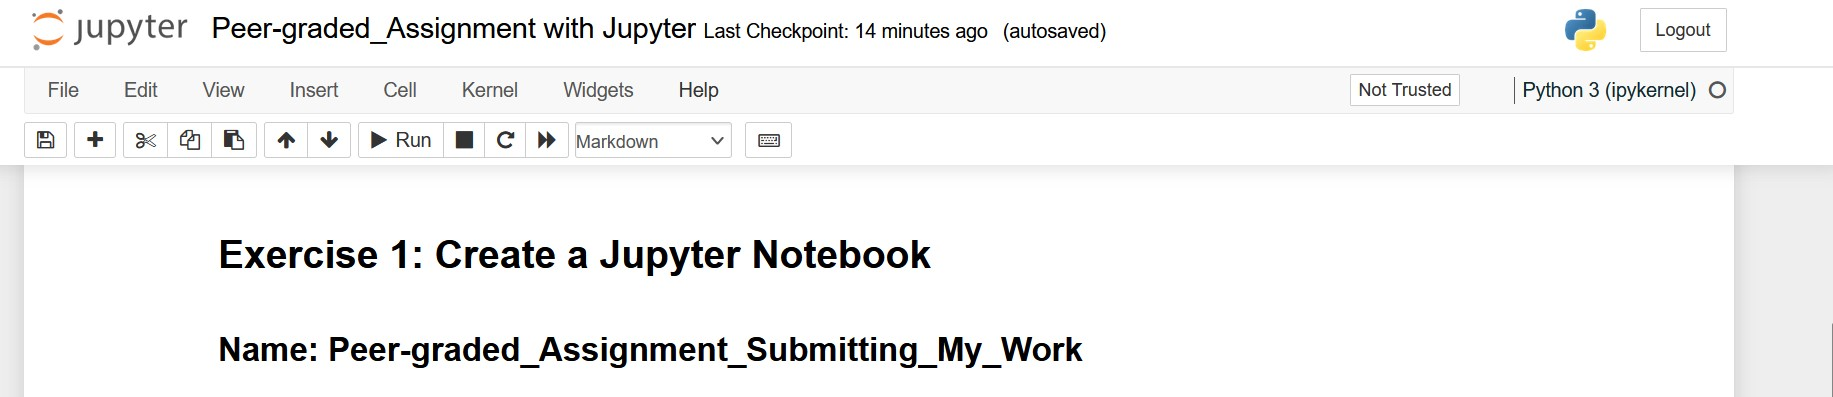 jupyter Peer-graded_Assignment with Jupyter Last Checkpoint: 14 minutes ago (autosaved)
Logout
File Edit View Insert Cell Kernel Widgets Help
Not Trusted
Python 3 (ipykernel)
Run
Markdown
Exercise 1: Create a Jupyter Notebook
Name: Peer-graded_Assignment_Submitting_My_Work